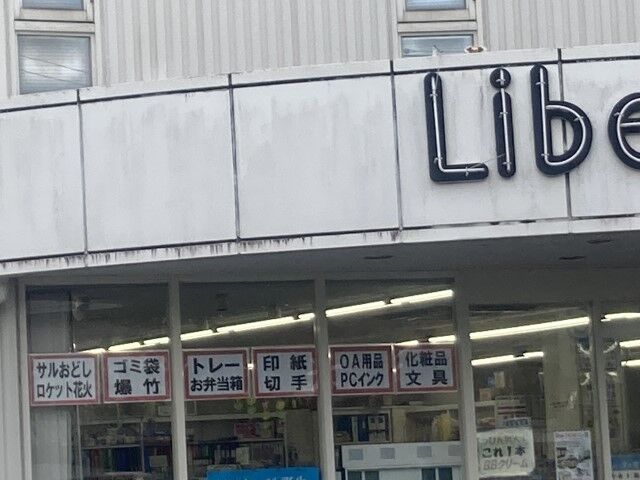 Libe
サルおどし
ロケット花火
ゴミ袋
爆竹
トレー
お弁当箱
印紙
切手
OA用品
PCインク
化粧品
文具
これ1本
BBクリーム